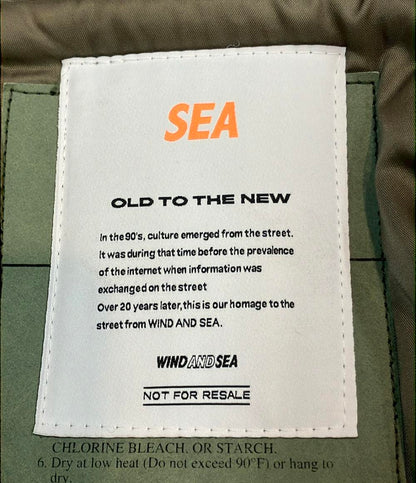 SEA
OLD TO THE NEW
In the 90's, culture emerged from the street.
It was during that time before the prevalence
of the internet when information was
exchanged on the street
Over 20 years later,this is our homage to the
street from WIND AND SEA.
WINDANDSEA
NOT FOR RESALE
CHLORINE BLEACH. OR STARCH.
6. Dry at low heat (Do not exceed 90°F) or hang to
dry.